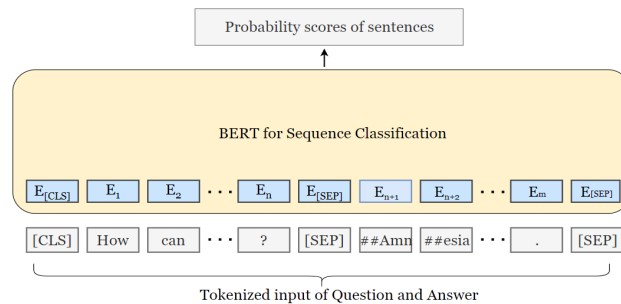 Probability scores of sentences
BERT for Sequence Classification
E[CLS] E1 E2 ... En E[SEP] En+1 En+2 ... Em E[SEP]
[CLS] How can ... ? [SEP] ##Amn ##esia ... . [SEP]
Tokenized input of Question and Answer